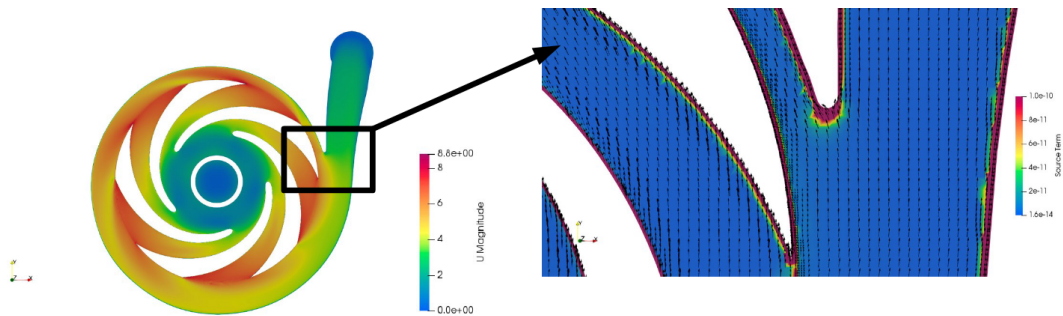 8.8e+00
6
4
2
0.0e+00
U Magnitude
Y
Z
X
1.0e-10
8e-11
6e-11
4e-11
2e-11
1.6e-14
Source Term
Y
Z
X